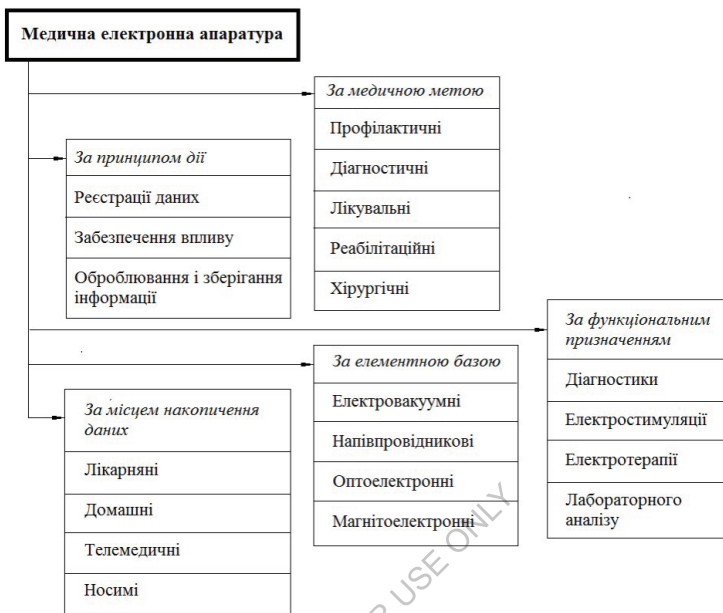 Медична електронна апаратура
За медичною метою
Профілактичні
Діагностичні
Лікувальні
Реабілітаційні
Хірургічні
За принципом дії
Реєстрації даних
Забезпечення впливу
Оброблювання і зберігання
інформації
За функціональним
призначенням
Діагностики
Електростимуляції
Електротерапії
Лабораторного
аналізу
За елементною базою
Електровакуумні
Напівпровідникові
Оптоелектронні
Магнітоелектронні
За місцем накопичення
даних
Лікарняні
Домашні
Телемедичні
Носимі
USE ONLY